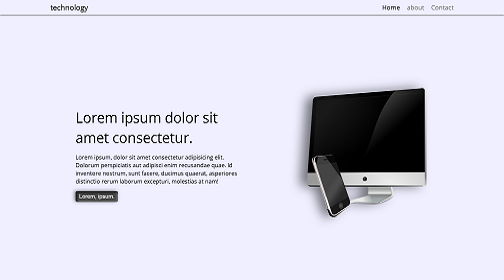 technology
Home about Contact
Lorem ipsum dolor sit
amet consectetur.
Lorem ipsum, dolor sit amet consectetur adipisicing elit.
Dolorum perspiciatis aut adipisci enim recusandae quae. Id
inventore nostrum, sunt facere, ducimus quaerat, asperiores
distinctio rerum laborum excepturi, molestias at nam!
Lorem, ipsum.